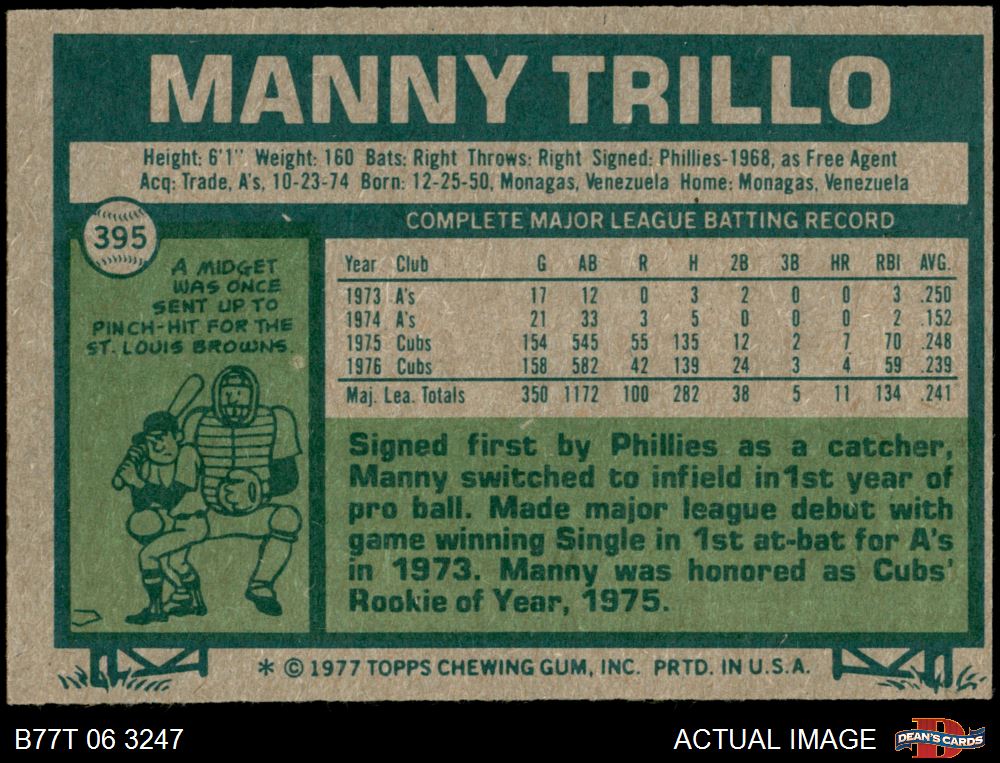 MANNY TRILLO
Height: 6'1" Weight: 160 Bats: Right Throws: Right Signed: Phillies-1968, as Free Agent
Acq: Trade, A's, 10-23-74 Born: 12-25-50, Monagas, Venezuela Home: Monagas, Venezuela
395
A MIDGET
WAS ONCE
SENT UP TO
PINCH-HIT FOR THE
ST. LOUIS BROWNS.
COMPLETE MAJOR LEAGUE BATTING RECORD
Year Club G AB R H 2B 3B HR RBI AVG.
1973 A's 17 12 0 3 2 0 0 3 .250
1974 A's 21 33 3 5 0 0 0 2 .152
1975 Cubs 154 545 55 135 12 2 7 70 .248
1976 Cubs 158 582 42 139 24 3 4 59 .239
Maj. Lea. Totals 350 1172 100 282 38 5 11 134 .241
Signed first by Phillies as a catcher,
Manny switched to infield in 1st year of
pro ball. Made major league debut with
game winning Single in 1st at-bat for A's
in 1973. Manny was honored as Cubs'
Rookie of Year, 1975.
* © 1977 TOPPS CHEWING GUM, INC. PRTD. IN U.S.A.
B77T 06 3247
ACTUAL IMAGE
DEAN'S CARDS